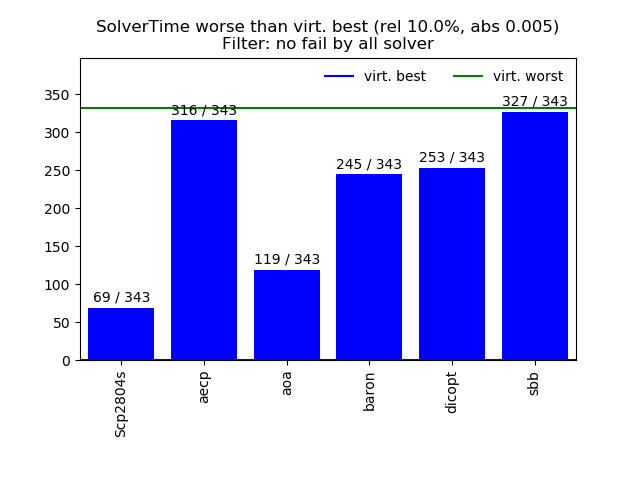 SolverTime worse than virt. best (rel 10.0%, abs 0.005)
Filter: no fail by all solver
virt. best
virt. worst
350
300
250
200
150
100
50
0
69 / 343
316 / 343
119 / 343
245 / 343
253 / 343
327 / 343
Scp2804s
aecp
aoa
baron
dicopt
sbb